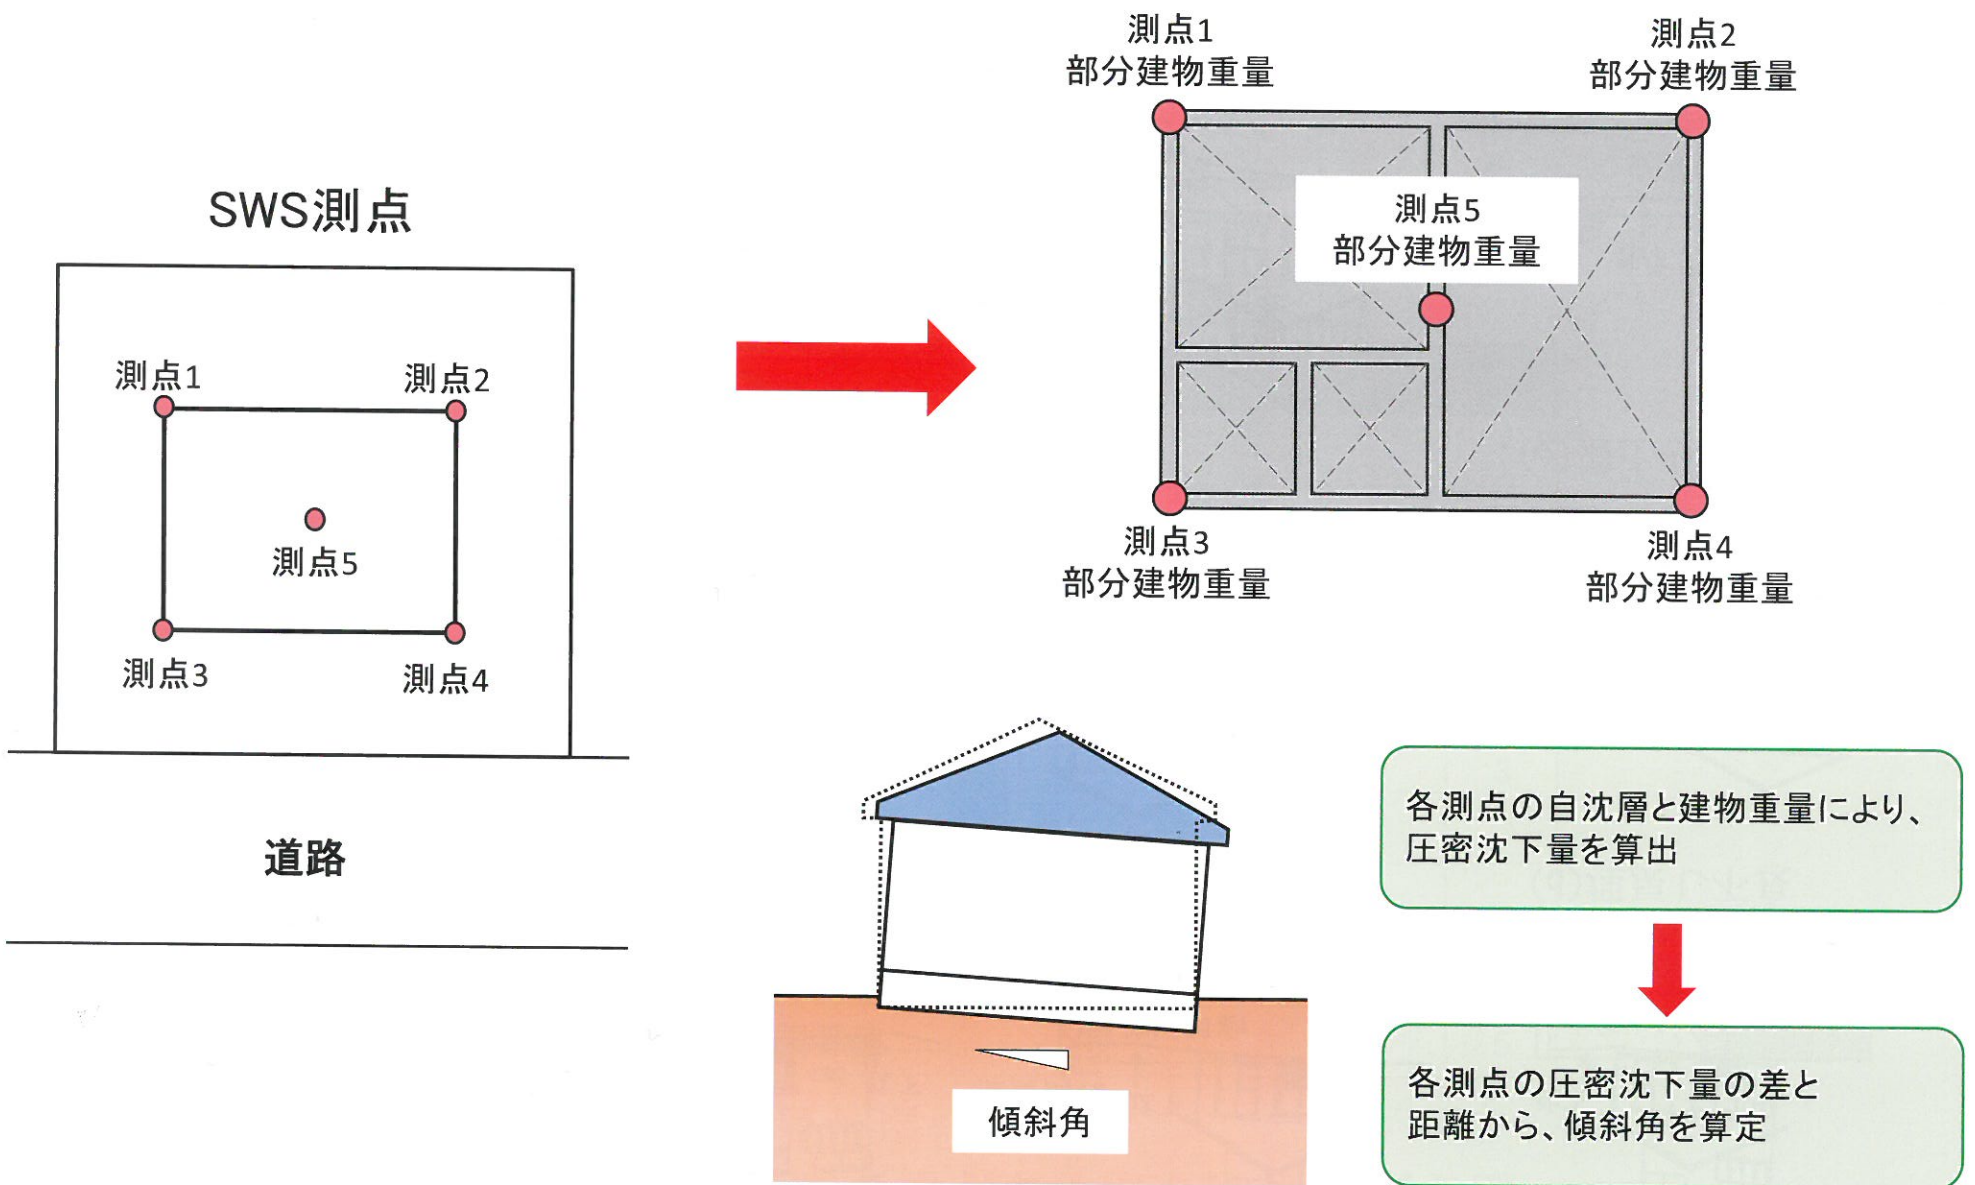 SWS測点
測点1
測点2
測点5
測点3
測点4
道路
測点1
部分建物重量
測点2
部分建物重量
測点5
部分建物重量
測点3
部分建物重量
測点4
部分建物重量
傾斜角
各測点の自沈層と建物重量により、
圧密沈下量を算出
各測点の圧密沈下量の差と
距離から、傾斜角を算定